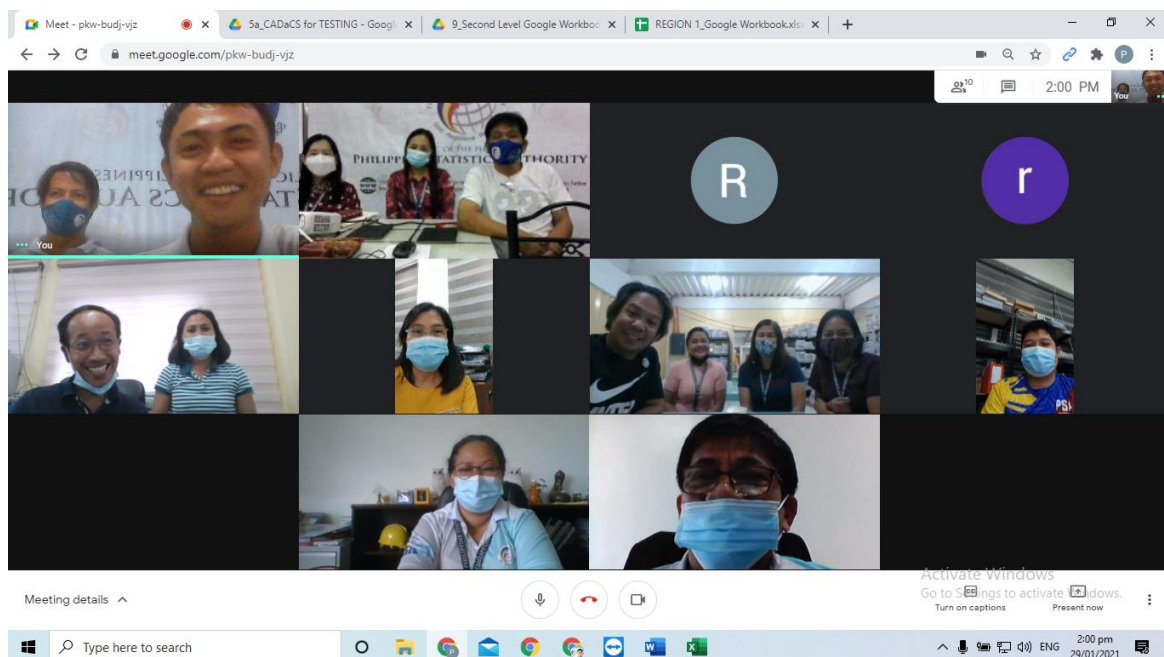 Meet - pkw-budj-vjz
5a_CADaCS for TESTING - Googl
9_Second Level Google Workboo
REGION 1_Google Workbook.xls
meet.google.com/pkw-budj-vjz
P
10
2:00 PM
You
PHILIPP
TATISTIC
THORITY
R
r
You
PSA
Activate Windows
Go to Settings to activate Windows.
Meeting details
Turn on captions
Present now
Type here to search
ENG
2:00 pm
29/01/2021